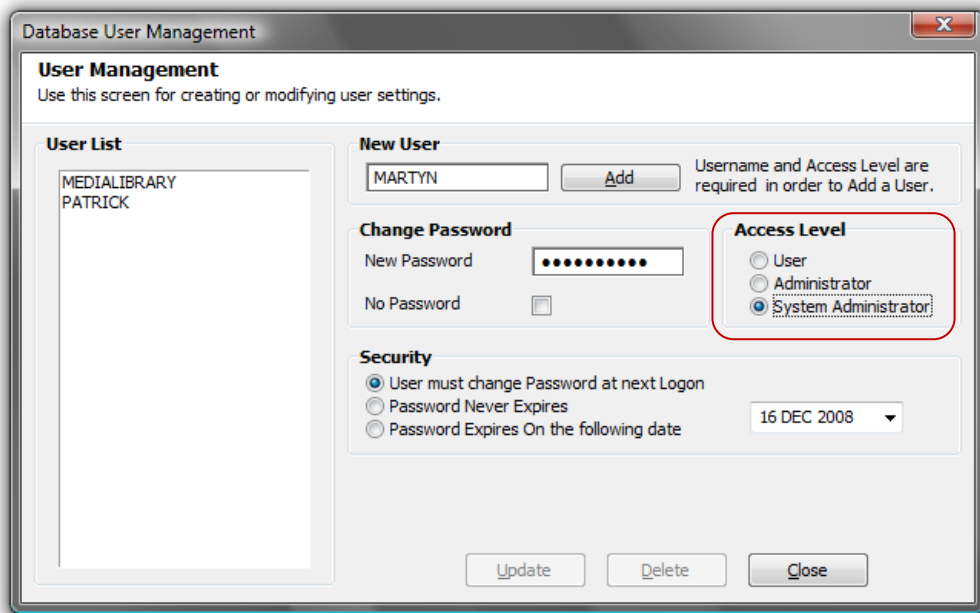 Database User Management
User Management
Use this screen for creating or modifying user settings.
User List
MEDIALIBRARY
PATRICK
New User
MARTYN
Add
Username and Access Level are
required in order to Add a User.
Change Password
New Password
●●●●●●●●●●
No Password
Access Level
User
Administrator
System Administrator
Security
User must change Password at next Logon
Password Never Expires
Password Expires On the following date
16 DEC 2008
Update
Delete
Close